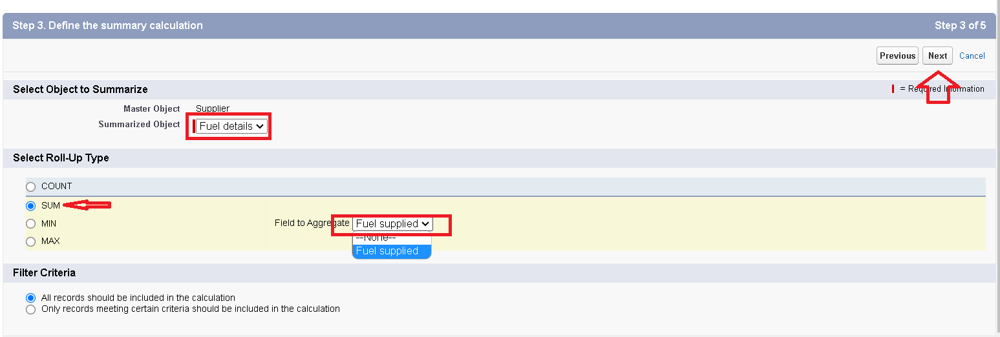 Step 3. Define the summary calculation Step 3 of 5
Previous Next Cancel
Select Object to Summarize = Required Information
Master Object Supplier
Summarized Object Fuel details
Select Roll-Up Type
COUNT
SUM
MIN Field to Aggregate Fuel supplied
--None--
MAX Fuel supplied
Filter Criteria
All records should be included in the calculation
Only records meeting certain criteria should be included in the calculation